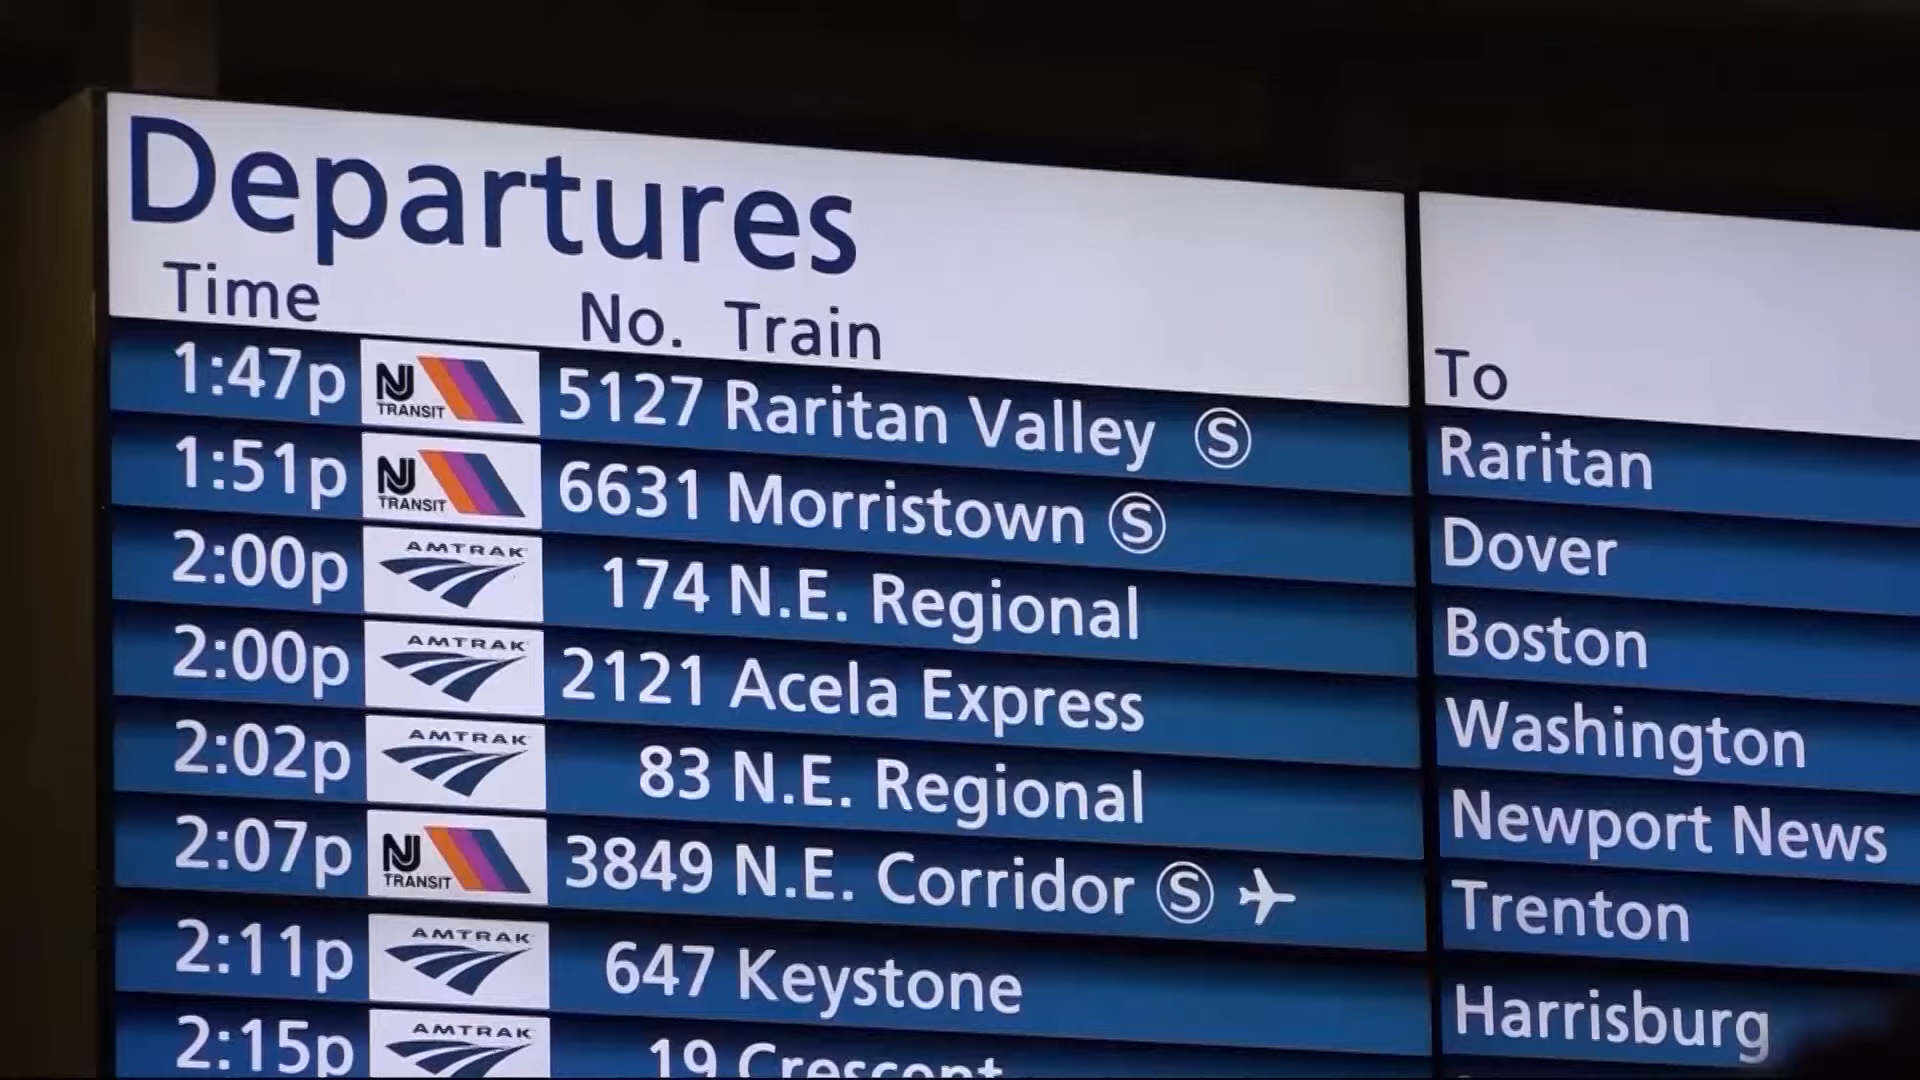 Departures
Time No. Train To
1:47p NJ TRANSIT 5127 Raritan Valley Ⓢ Raritan
1:51p NJ TRANSIT 6631 Morristown Ⓢ Dover
2:00p AMTRAK 174 N.E. Regional Boston
2:00p AMTRAK 2121 Acela Express Washington
2:02p AMTRAK 83 N.E. Regional Newport News
2:07p NJ TRANSIT 3849 N.E. Corridor Ⓢ ✈ Trenton
2:11p AMTRAK 647 Keystone Harrisburg
2:15p AMTRAK 19 Crescent